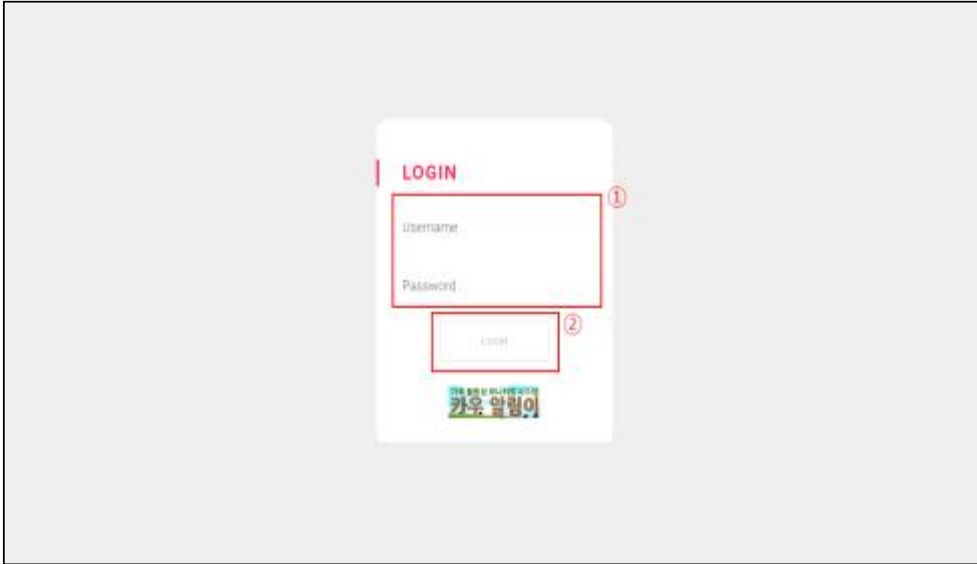 LOGIN
①
Username
Password
②
LOGIN
카우 알림이